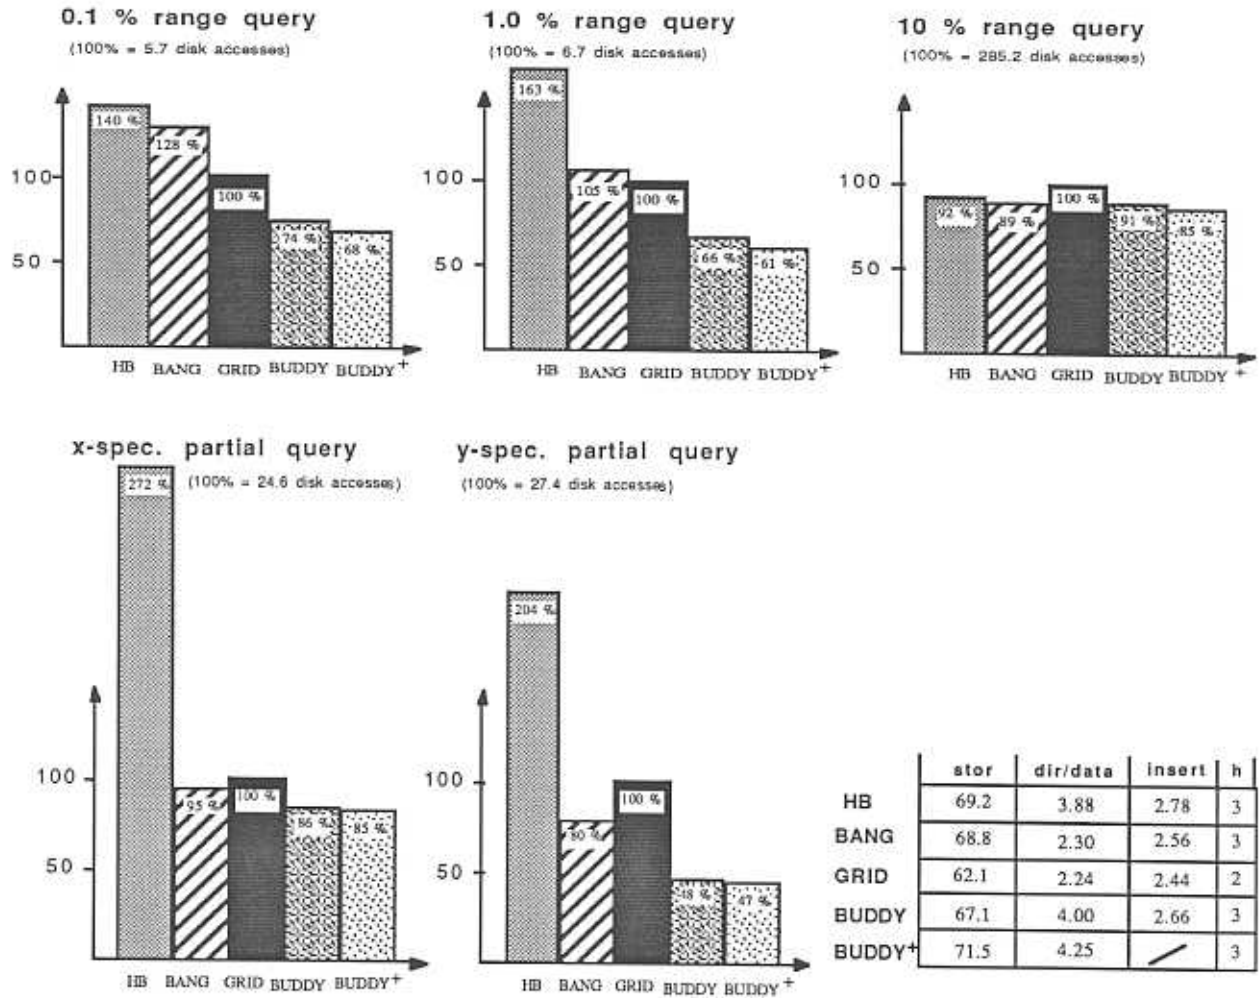 0.1 % range query
(100% = 5.7 disk accesses)
140 %
128 %
100 %
74 %
68 %
100
50
HB BANG GRID BUDDY BUDDY+
1.0 % range query
(100% = 6.7 disk accesses)
163 %
105 %
100 %
66 %
61 %
100
50
HB BANG GRID BUDDY BUDDY+
10 % range query
(100% = 285.2 disk accesses)
92 %
89 %
100 %
91 %
85 %
100
50
HB BANG GRID BUDDY BUDDY +
x-spec. partial query
(100% = 24.6 disk accesses)
272 %
95 %
100 %
86 %
85 %
100
50
HB BANG GRID BUDDY BUDDY +
y-spec. partial query
(100% = 27.4 disk accesses)
204 %
80 %
100 %
48 %
47 %
100
50
HB BANG GRID BUDDY BUDDY +
stor dir/data insert h
HB 69.2 3.88 2.78 3
BANG 68.8 2.30 2.56 3
GRID 62.1 2.24 2.44 2
BUDDY 67.1 4.00 2.66 3
BUDDY+ 71.5 4.25 / 3